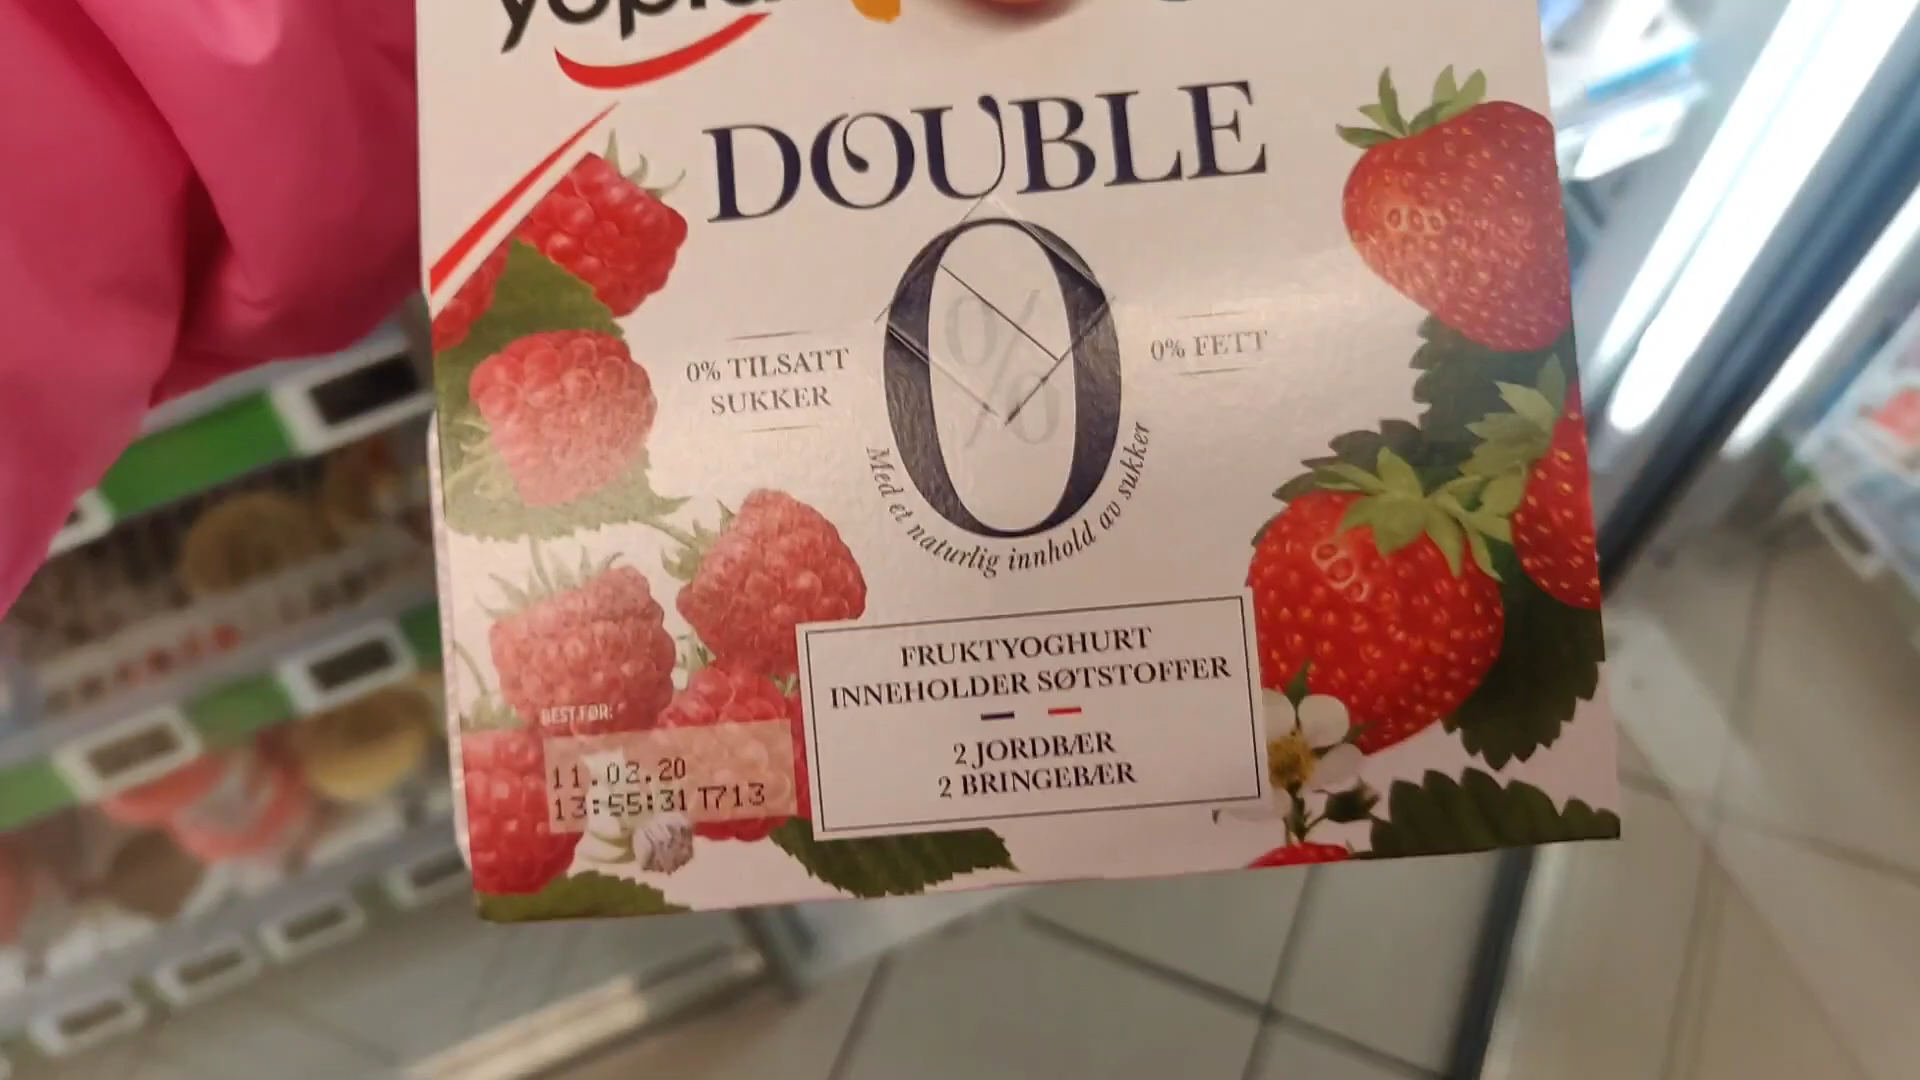 yoplait
DOUBLE
0%
0% TILSATT
SUKKER
0% FETT
Med et naturlig innhold av sukker
FRUKTYOGHURT
INNEHOLDER SØTSTOFFER
2 JORDBÆR
2 BRINGEBÆR
BEST FØR:
11.02.20
13:55:31 T713